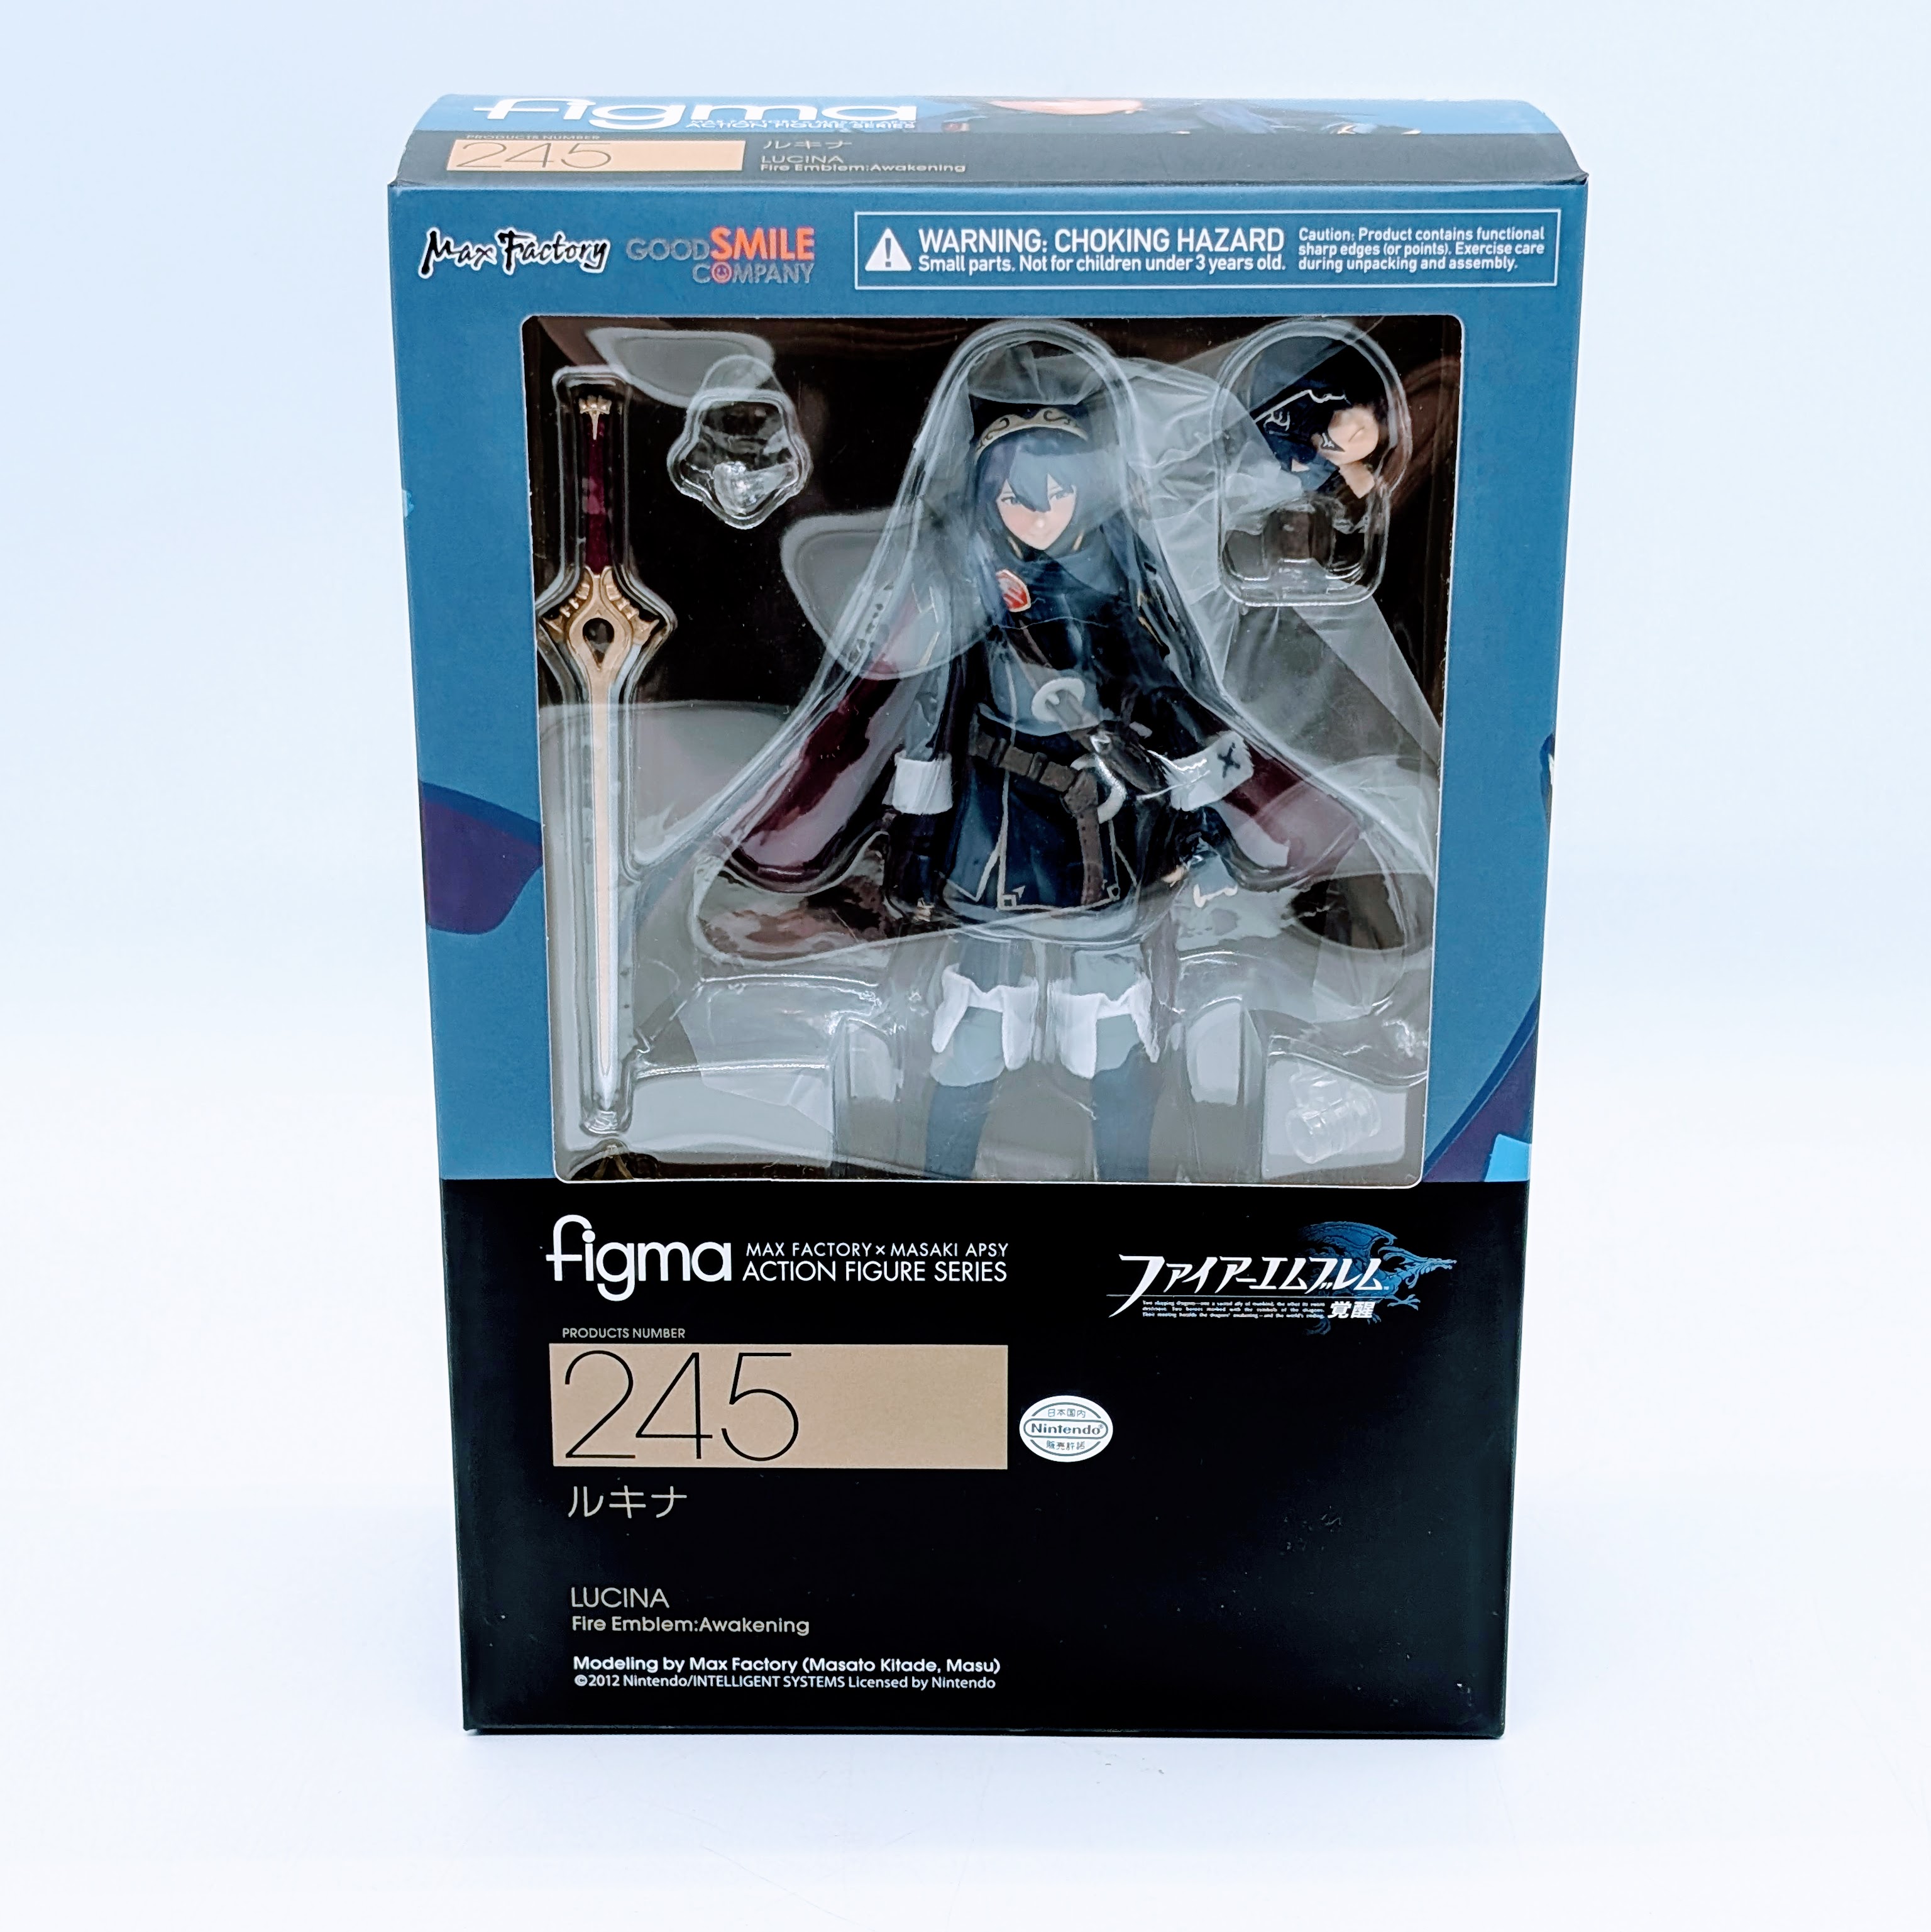 figma
ACTION FIGURE SERIES
PRODUCTS NUMBER
245
ルキナ
LUCINA
Fire Emblem:Awakening
Max Factory
GOOD SMILE
COMPANY
WARNING: CHOKING HAZARD
Small parts. Not for children under 3 years old.
Caution: Product contains functional
sharp edges (or points). Exercise care
during unpacking and assembly.
figma
MAX FACTORY×MASAKI APSY
ACTION FIGURE SERIES
ファイアーエムブレム
覚醒
PRODUCTS NUMBER
245
日本国内
Nintendo
販売許諾
ルキナ
LUCINA
Fire Emblem:Awakening
Modeling by Max Factory (Masato Kitade, Masu)
©2012 Nintendo/INTELLIGENT SYSTEMS Licensed by Nintendo